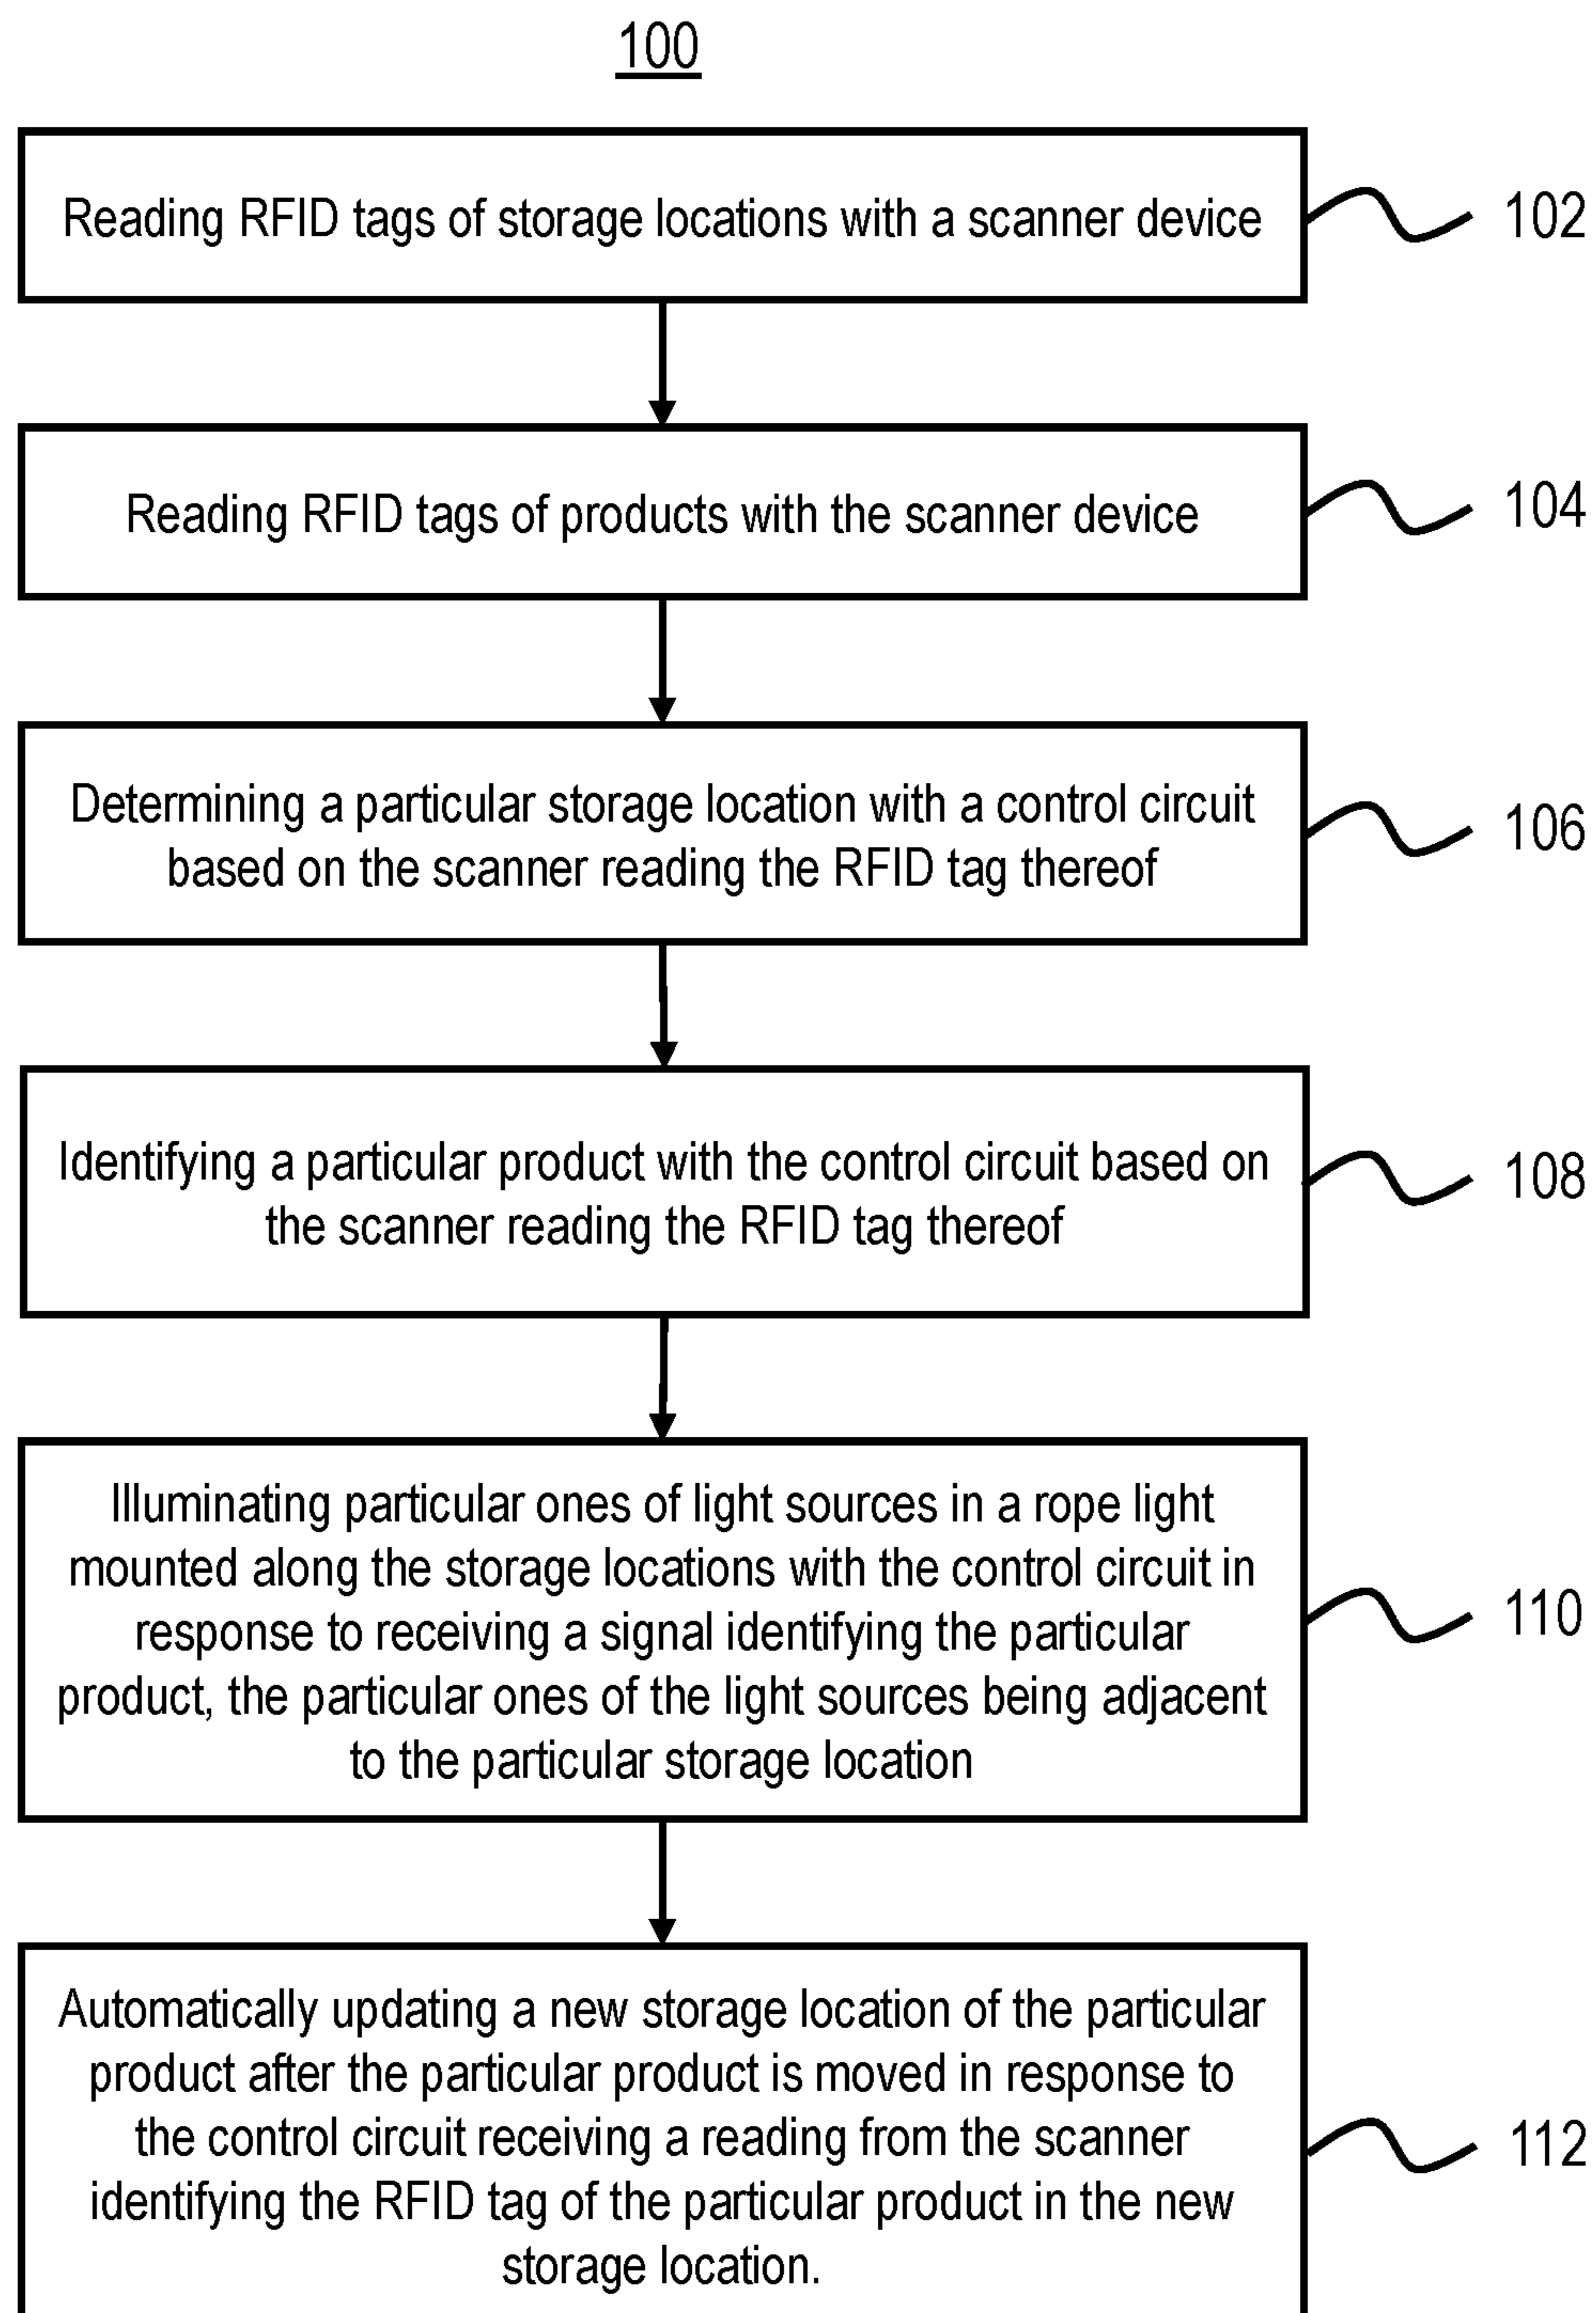 100
Reading RFID tags of storage locations with a scanner device
102
Reading RFID tags of products with the scanner device
104
Determining a particular storage location with a control circuit
based on the scanner reading the RFID tag thereof
106
Identifying a particular product with the control circuit based on
the scanner reading the RFID tag thereof
108
Illuminating particular ones of light sources in a rope light
mounted along the storage locations with the control circuit in
response to receiving a signal identifying the particular
product, the particular ones of the light sources being adjacent
to the particular storage location
110
Automatically updating a new storage location of the particular
product after the particular product is moved in response to
the control circuit receiving a reading from the scanner
identifying the RFID tag of the particular product in the new
storage location.
112